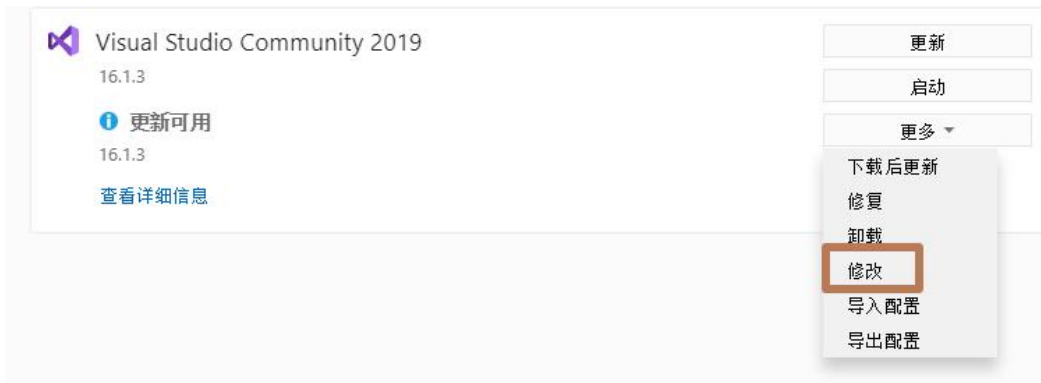 Visual Studio Community 2019
16.1.3
更新可用
16.1.3
查看详细信息
更新
启动
更多
下载后更新
修复
卸载
修改
导入配置
导出配置